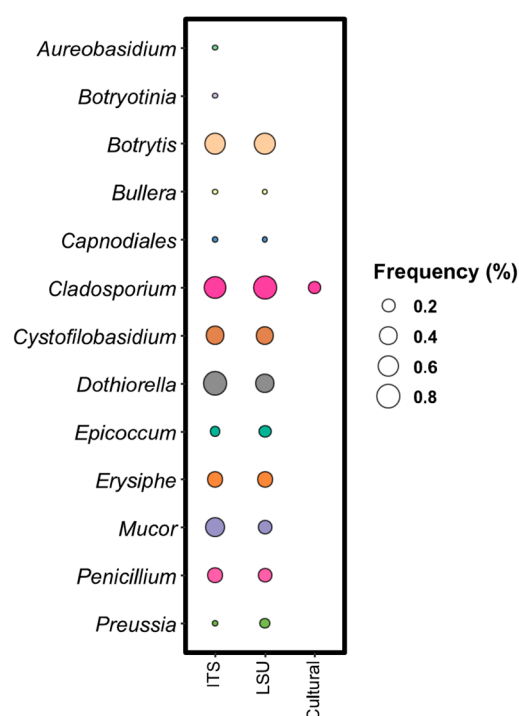 Aureobasidium
Botryotinia
Botrytis
Bullera
Capnodiales
Cladosporium
Cystofilobasidium
Dothiorella
Epicoccum
Erysiphe
Mucor
Penicillium
Preussia
ITS
LSU
Cultural
Frequency (%)
0.2
0.4
0.6
0.8